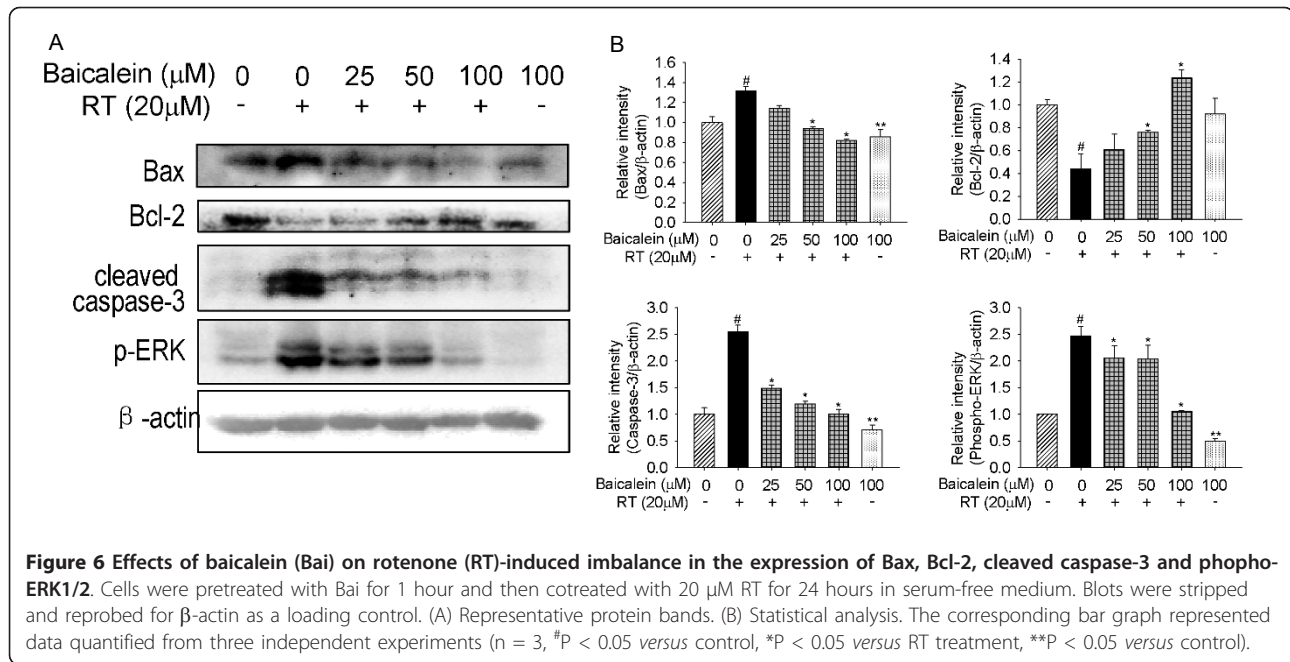 A
Baicalein (μM) 0 0 25 50 100 100
RT (20μM) - + + + + -
Bax
Bcl-2
cleaved
caspase-3
p-ERK
β -actin
B
Relative intensity
(Bax/β-actin)
1.6
1.4
1.2
1.0
0.8
0.6
0.4
0.2
0.0
#
*
*
**
Baicalein (μM) 0 0 25 50 100 100
RT (20μM) - + + + + -
Relative intensity
(Bcl-2/β-actin)
1.4
1.2
1.0
0.8
0.6
0.4
0.2
0.0
#
*
*
Baicalein (μM) 0 0 25 50 100 100
RT (20μM) - + + + + -
Relative intensity
(Caspase-3/β-actin)
3.0
2.5
2.0
1.5
1.0
0.5
0.0
#
*
*
*
**
Baicalein (μM) 0 0 25 50 100 100
RT (20μM) - + + + + -
Relative intensity
(Phospho-ERK/β-actin)
3.0
2.5
2.0
1.5
1.0
0.5
0.0
#
*
*
*
**
Baicalein (μM) 0 0 25 50 100 100
RT (20μM) - + + + + -
Figure 6 Effects of baicalein (Bai) on rotenone (RT)-induced imbalance in the expression of Bax, Bcl-2, cleaved caspase-3 and phopho-
ERK1/2. Cells were pretreated with Bai for 1 hour and then cotreated with 20 μM RT for 24 hours in serum-free medium. Blots were stripped
and reprobed for β-actin as a loading control. (A) Representative protein bands. (B) Statistical analysis. The corresponding bar graph represented
data quantified from three independent experiments (n = 3, #P < 0.05 versus control, *P < 0.05 versus RT treatment, **P < 0.05 versus control).